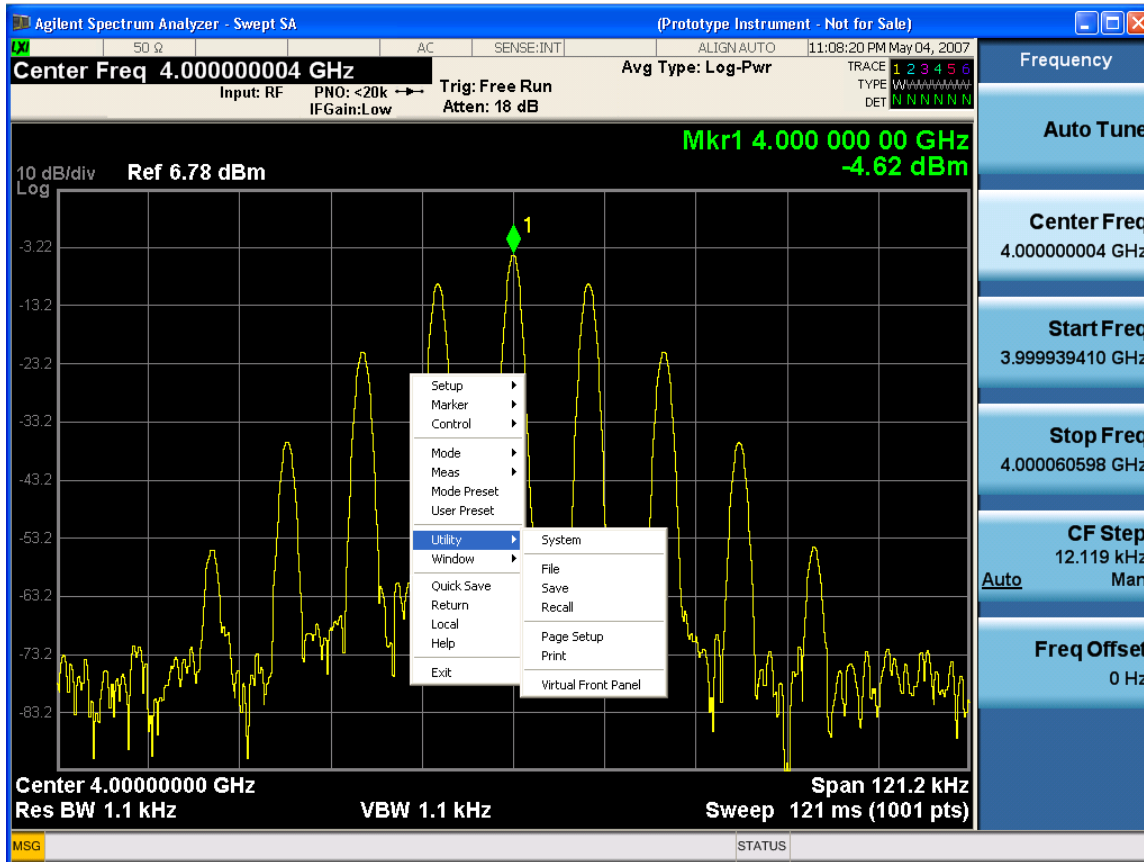 Agilent Spectrum Analyzer - Swept SA (Prototype Instrument - Not for Sale)
LXI 50 Ω AC SENSE:INT ALIGN AUTO 11:08:20 PM May 04, 2007
Center Freq 4.000000004 GHz
Input: RF PNO: <20k Trig: Free Run Avg Type: Log-Pwr TRACE 1 2 3 4 5 6
IFGain:Low Atten: 18 dB TYPE WWWWWW
DET N N N N N N
Mkr1 4.000 000 00 GHz
-4.62 dBm
10 dB/div Ref 6.78 dBm
Log
1
-3.22
-13.2
-23.2
-33.2
-43.2
-53.2
-63.2
-73.2
-83.2
Setup
Marker
Control
Mode
Meas
Mode Preset
User Preset
Utility
Window
Quick Save
Return
Local
Help
Exit
System
File
Save
Recall
Page Setup
Print
Virtual Front Panel
Center 4.00000000 GHz Span 121.2 kHz
Res BW 1.1 kHz VBW 1.1 kHz Sweep 121 ms (1001 pts)
MSG STATUS
Frequency
Auto Tune
Center Freq
4.000000004 GHz
Start Freq
3.999939410 GHz
Stop Freq
4.000060598 GHz
CF Step
12.119 kHz
Auto Man
Freq Offset
0 Hz